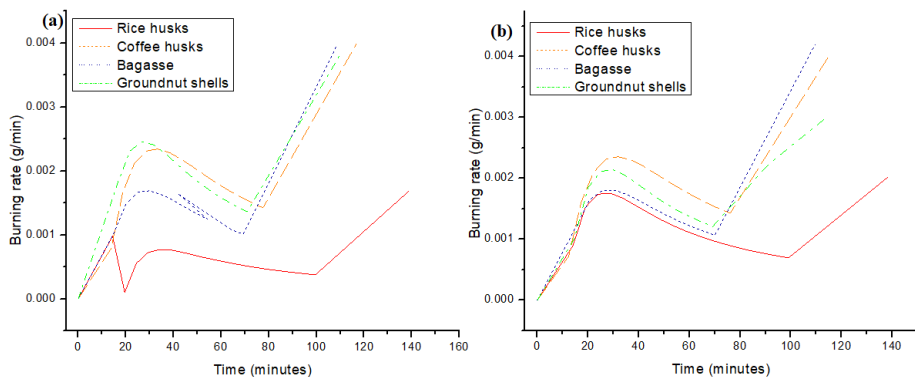 (a)
Rice husks
Coffee husks
Bagasse
Groundnut shells
0.004
0.003
0.002
0.001
0.000
Burning rate (g/min)
0 20 40 60 80 100 120 140 160
Time (minutes)
(b)
Rice husks
Coffee husks
Bagasse
Groundnut shells
0.004
0.003
0.002
0.001
0.000
Burning rate (g/min)
0 20 40 60 80 100 120 140
Time (minutes)